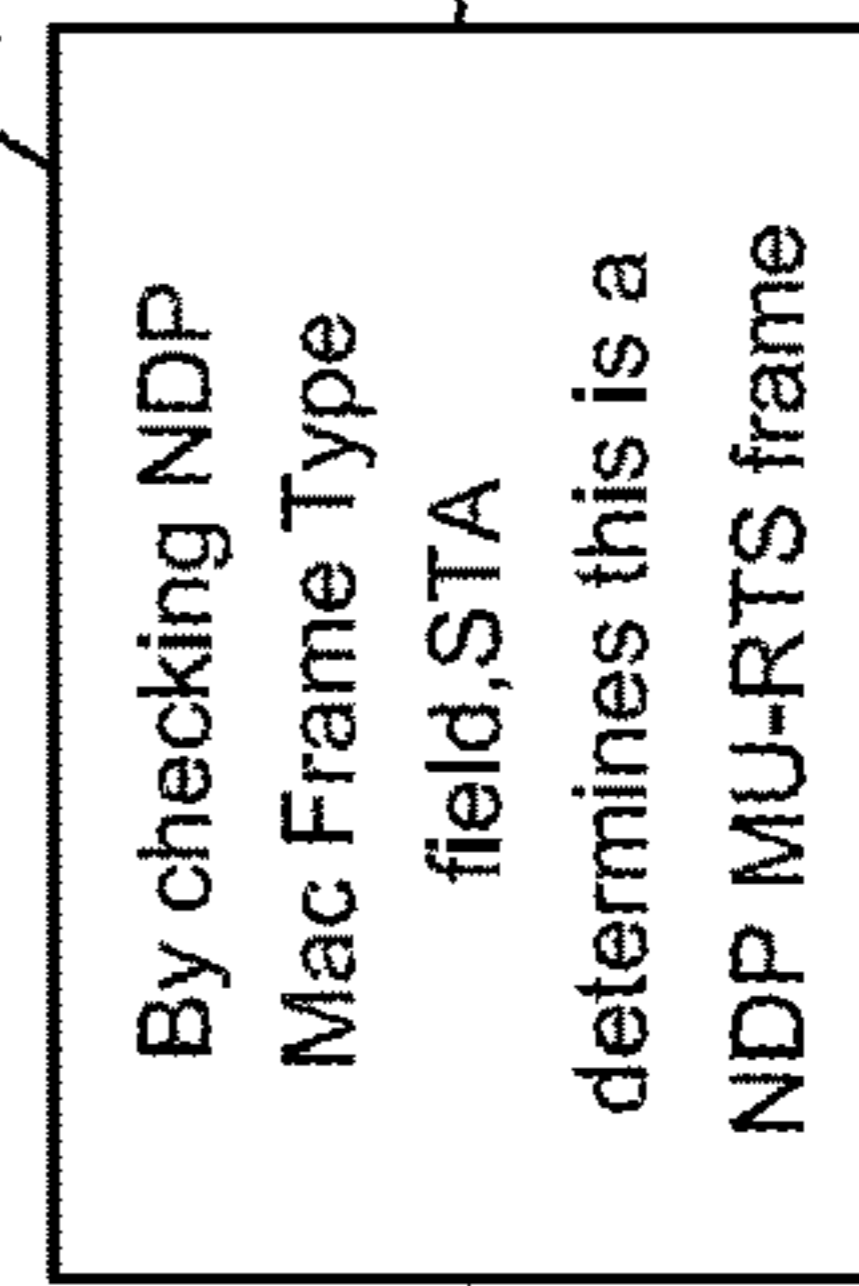 By checking NDP
Mac Frame Type
field,STA
determines this is a
NDP MU-RTS frame